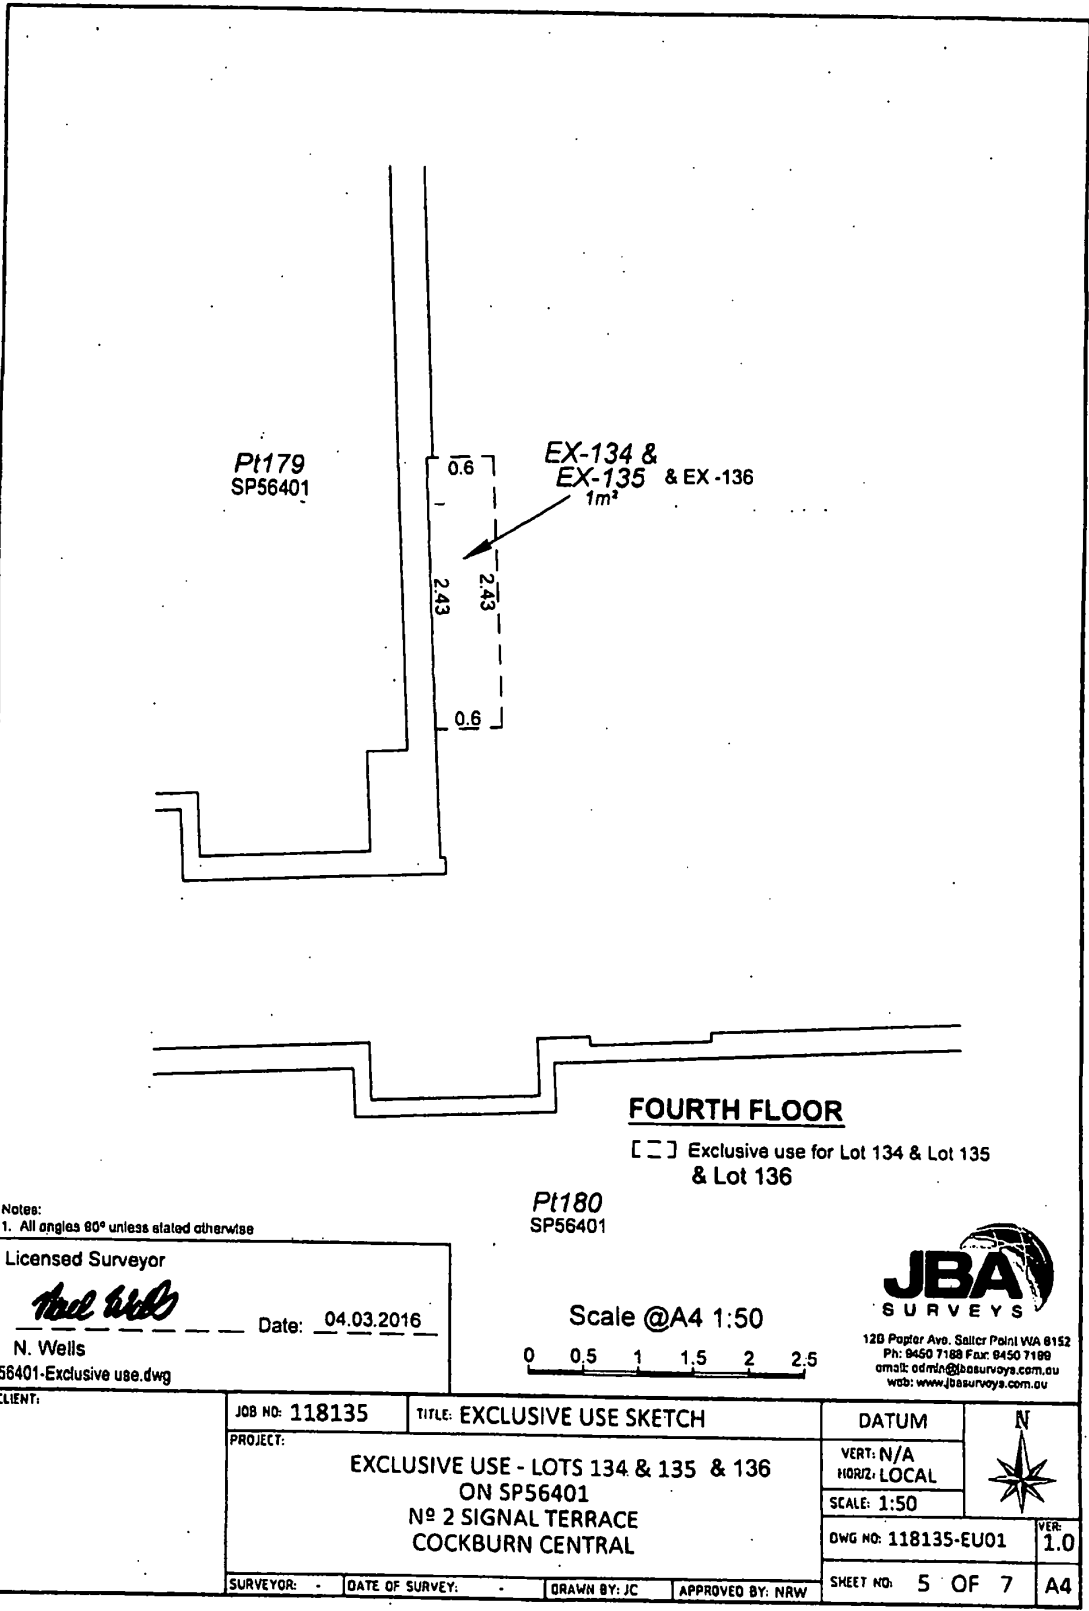 Pt179
SP56401
EX-134 &
EX-135 & EX -136
1m²
0.6
2.43
2.43
0.6
FOURTH FLOOR
Exclusive use for Lot 134 & Lot 135
& Lot 136
Pt180
SP56401
Notes:
1. All angles 90° unless stated otherwise
Licensed Surveyor
Date: 04.03.2016
N. Wells
56401-Exclusive use.dwg
Scale @A4 1:50
0 0.5 1 1.5 2 2.5
JBA
SURVEYS
Ave. Salter Point WA 6152
Ph: 9450 7188 Fax: 9450 7199
email: admin@jbasurveys.com.au
web: www.jbasurveys.com.au
CLIENT:
JOB NO: 118135
TITLE: EXCLUSIVE USE SKETCH
PROJECT:
EXCLUSIVE USE - LOTS 134 & 135 & 136
ON SP56401
Nº 2 SIGNAL TERRACE
COCKBURN CENTRAL
SURVEYOR: -
DATE OF SURVEY: -
DRAWN BY: JC
APPROVED BY: NRW
DATUM
VERT: N/A
HORIZ: LOCAL
SCALE: 1:50
N
DWG NO: 118135-EU01
VER:
1.0
SHEET NO: 5 OF 7
A4